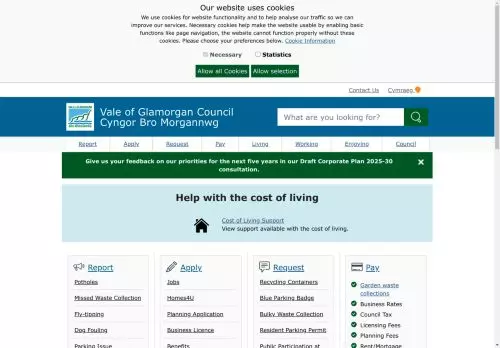 Our website uses cookies
We use cookies for website functionality and to help analyse our traffic so we can
improve our services. Necessary cookies help make the website usable by enabling basic
functions like page navigation, the website cannot function properly without these
cookies. Please choose your preferences below. Cookie Information
Necessary Statistics
Allow all Cookies Allow selection
Contact Us Cymraeg
Vale of Glamorgan Council
Cyngor Bro Morgannwg
What are you looking for?
Report Apply Request Pay Living Working Enjoying Council
Give us your feedback on our priorities for the next five years in our Draft Corporate Plan 2025-30
consultation.
Help with the cost of living
Cost of Living Support
View support available with the cost of living.
Report
Potholes
Missed Waste Collection
Fly-tipping
Dog Fouling
Parking Issue
Apply
Jobs
Homes4U
Planning Application
Business Licence
Benefits
Request
Recycling Containers
Blue Parking Badge
Bulky Waste Collection
Resident Parking Permit
Public Participation at
Pay
Garden waste
collections
Business Rates
Council Tax
Licensing Fees
Planning Fees
Rent/Mortgage